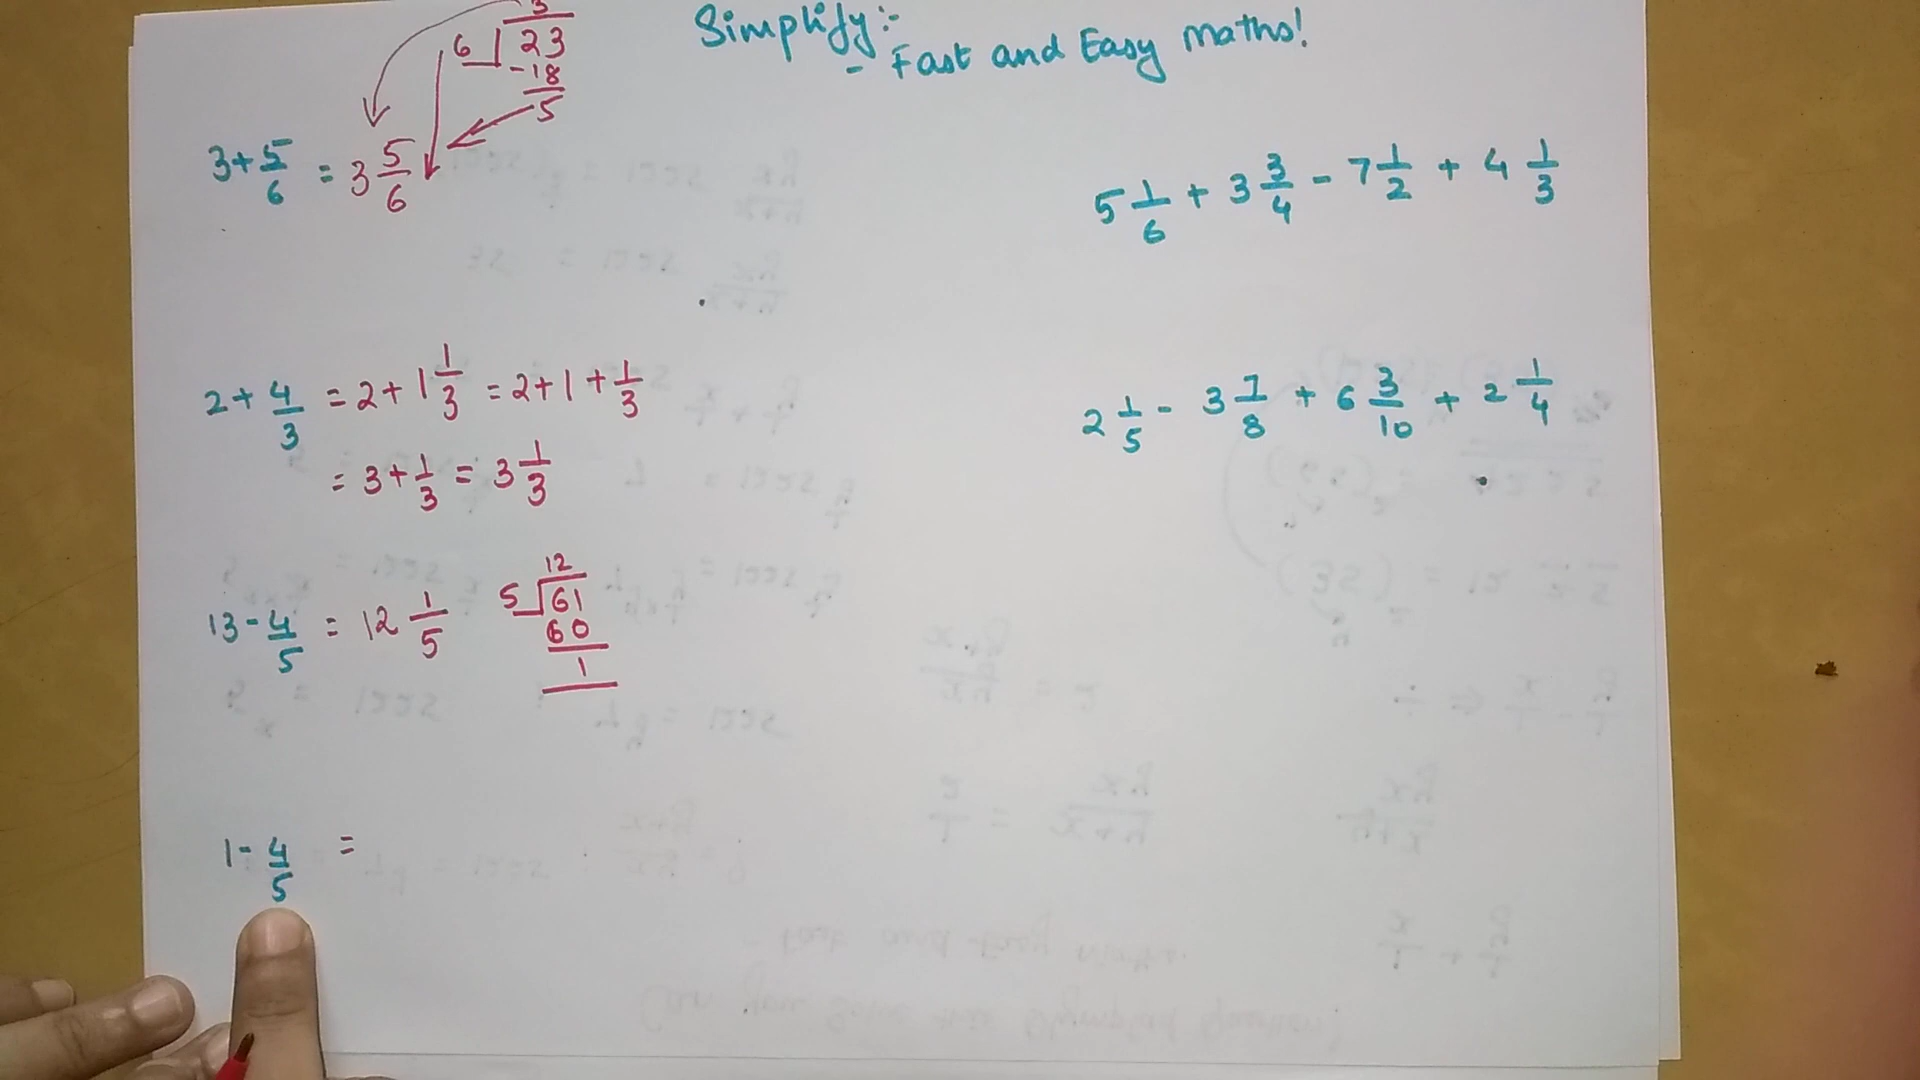 Simplify:-
- Fast and Easy maths!
3
6 | 23
-18
5
3 + 5/6 = 3 5/6
2 + 4/3 = 2 + 1 1/3 = 2 + 1 + 1/3
= 3 + 1/3 = 3 1/3
13 - 4/5 = 12 1/5
12
5 | 61
60
1
1 - 4/5 =
5 1/6 + 3 3/4 - 7 1/2 + 4 1/3
2 1/5 - 3 7/8 + 6 3/10 + 2 1/4